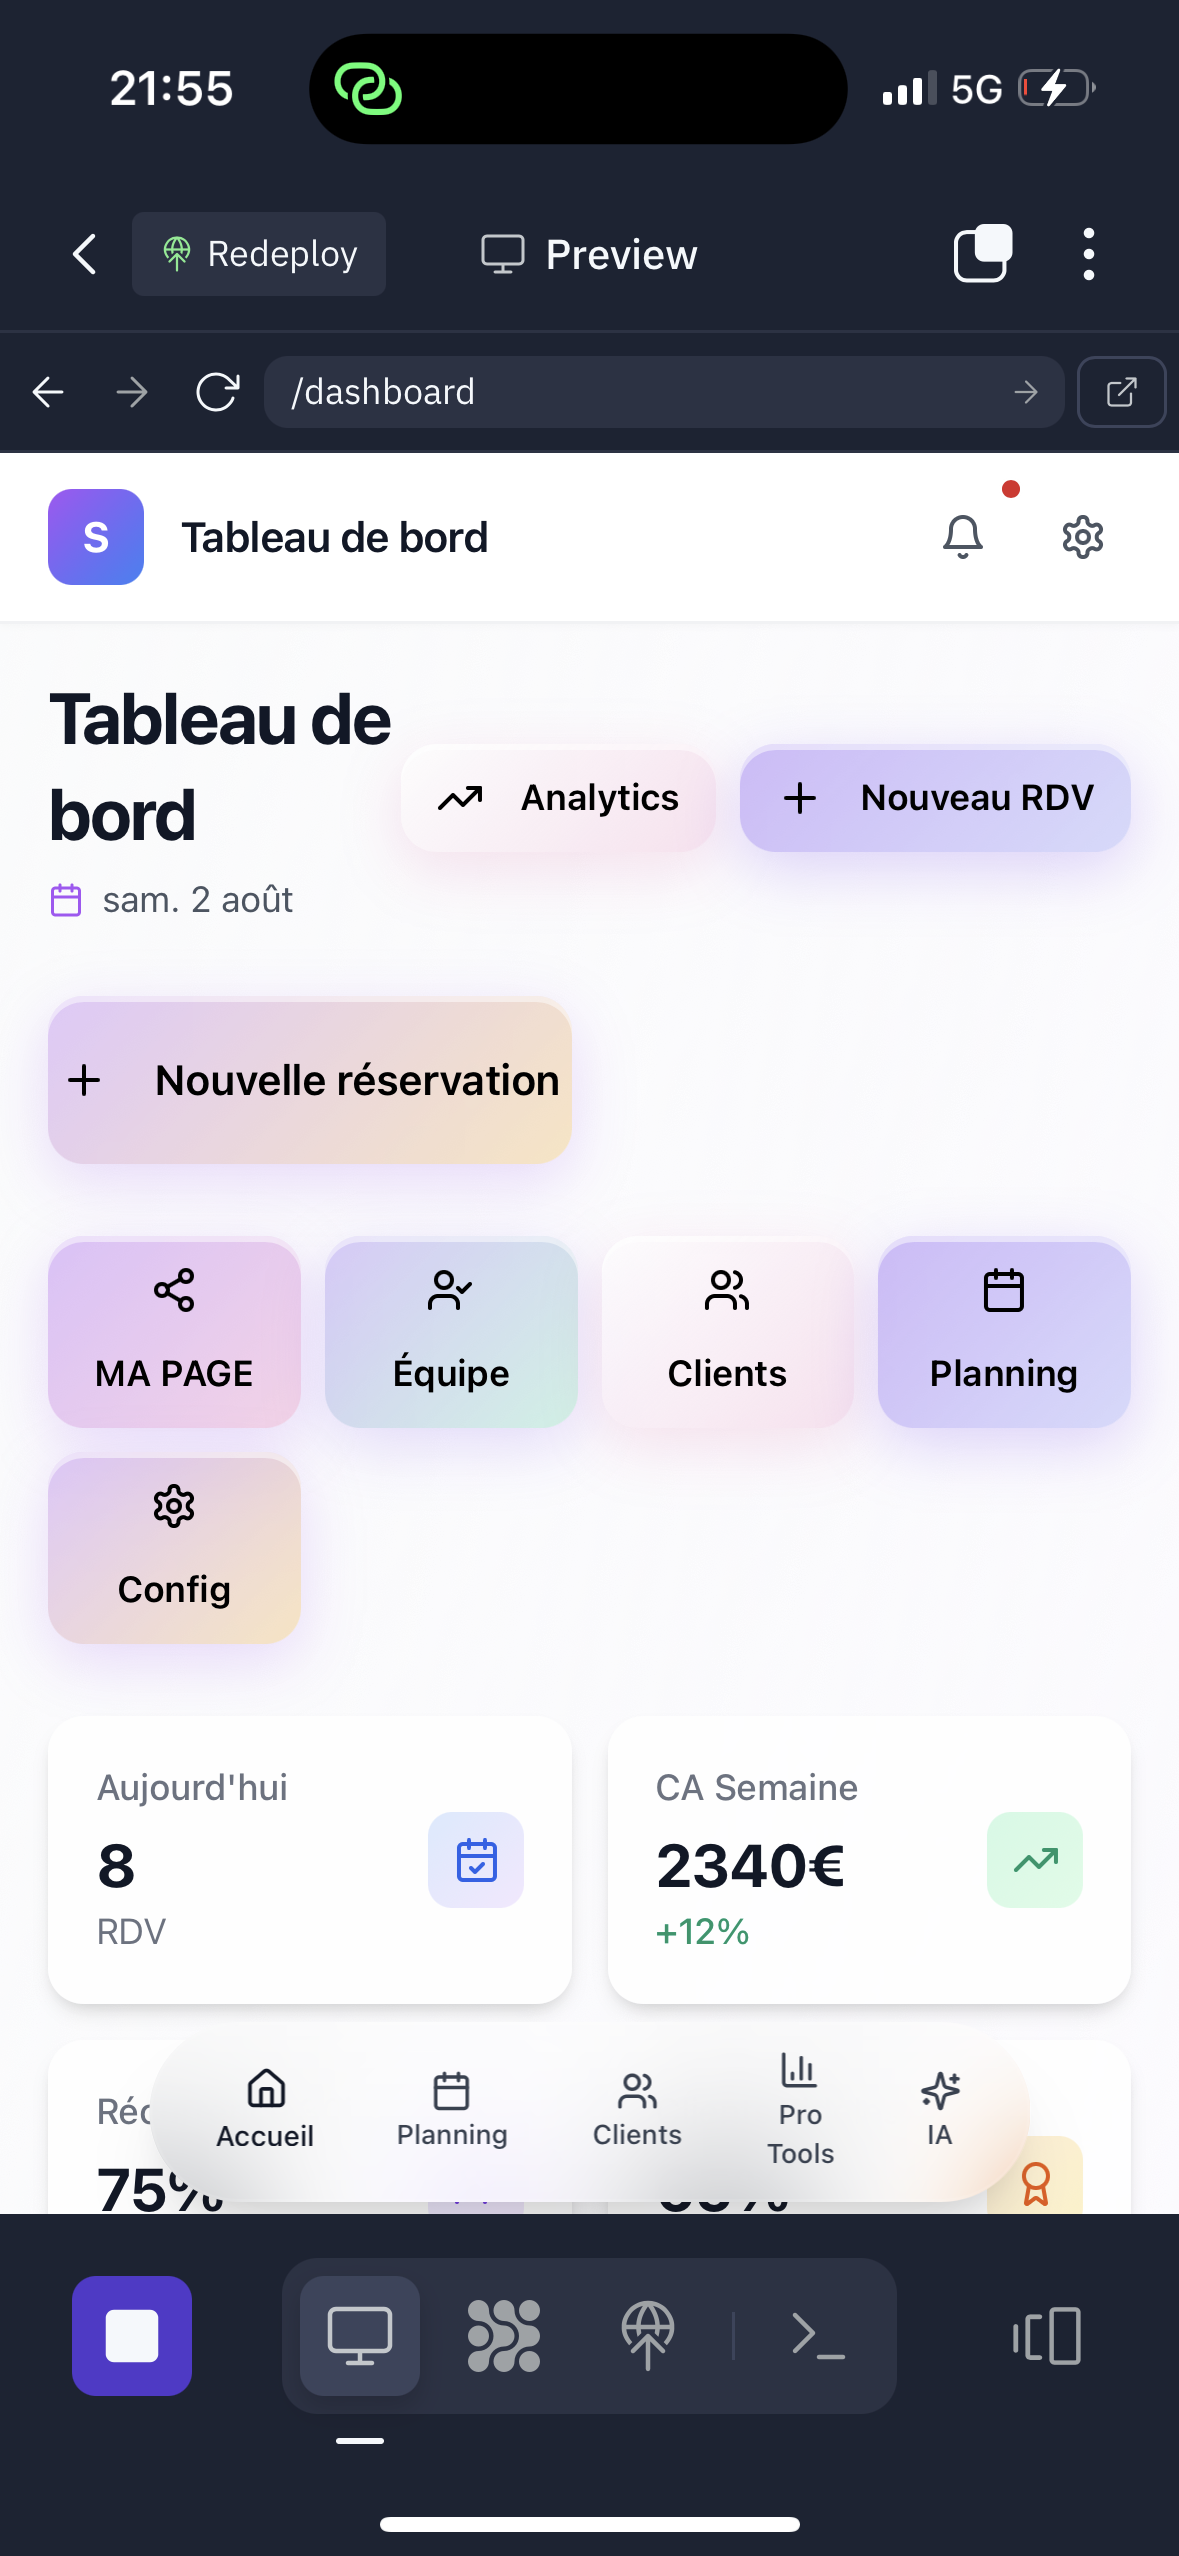 21:55
5G
Redeploy
Preview
/dashboard
S
Tableau de bord
Tableau de
bord
sam. 2 août
Analytics
Nouveau RDV
Nouvelle réservation
MA PAGE
Équipe
Clients
Planning
Config
Aujourd'hui
8
RDV
CA Semaine
2340€
+12%
Accueil
Planning
Clients
Pro
Tools
IA
75%